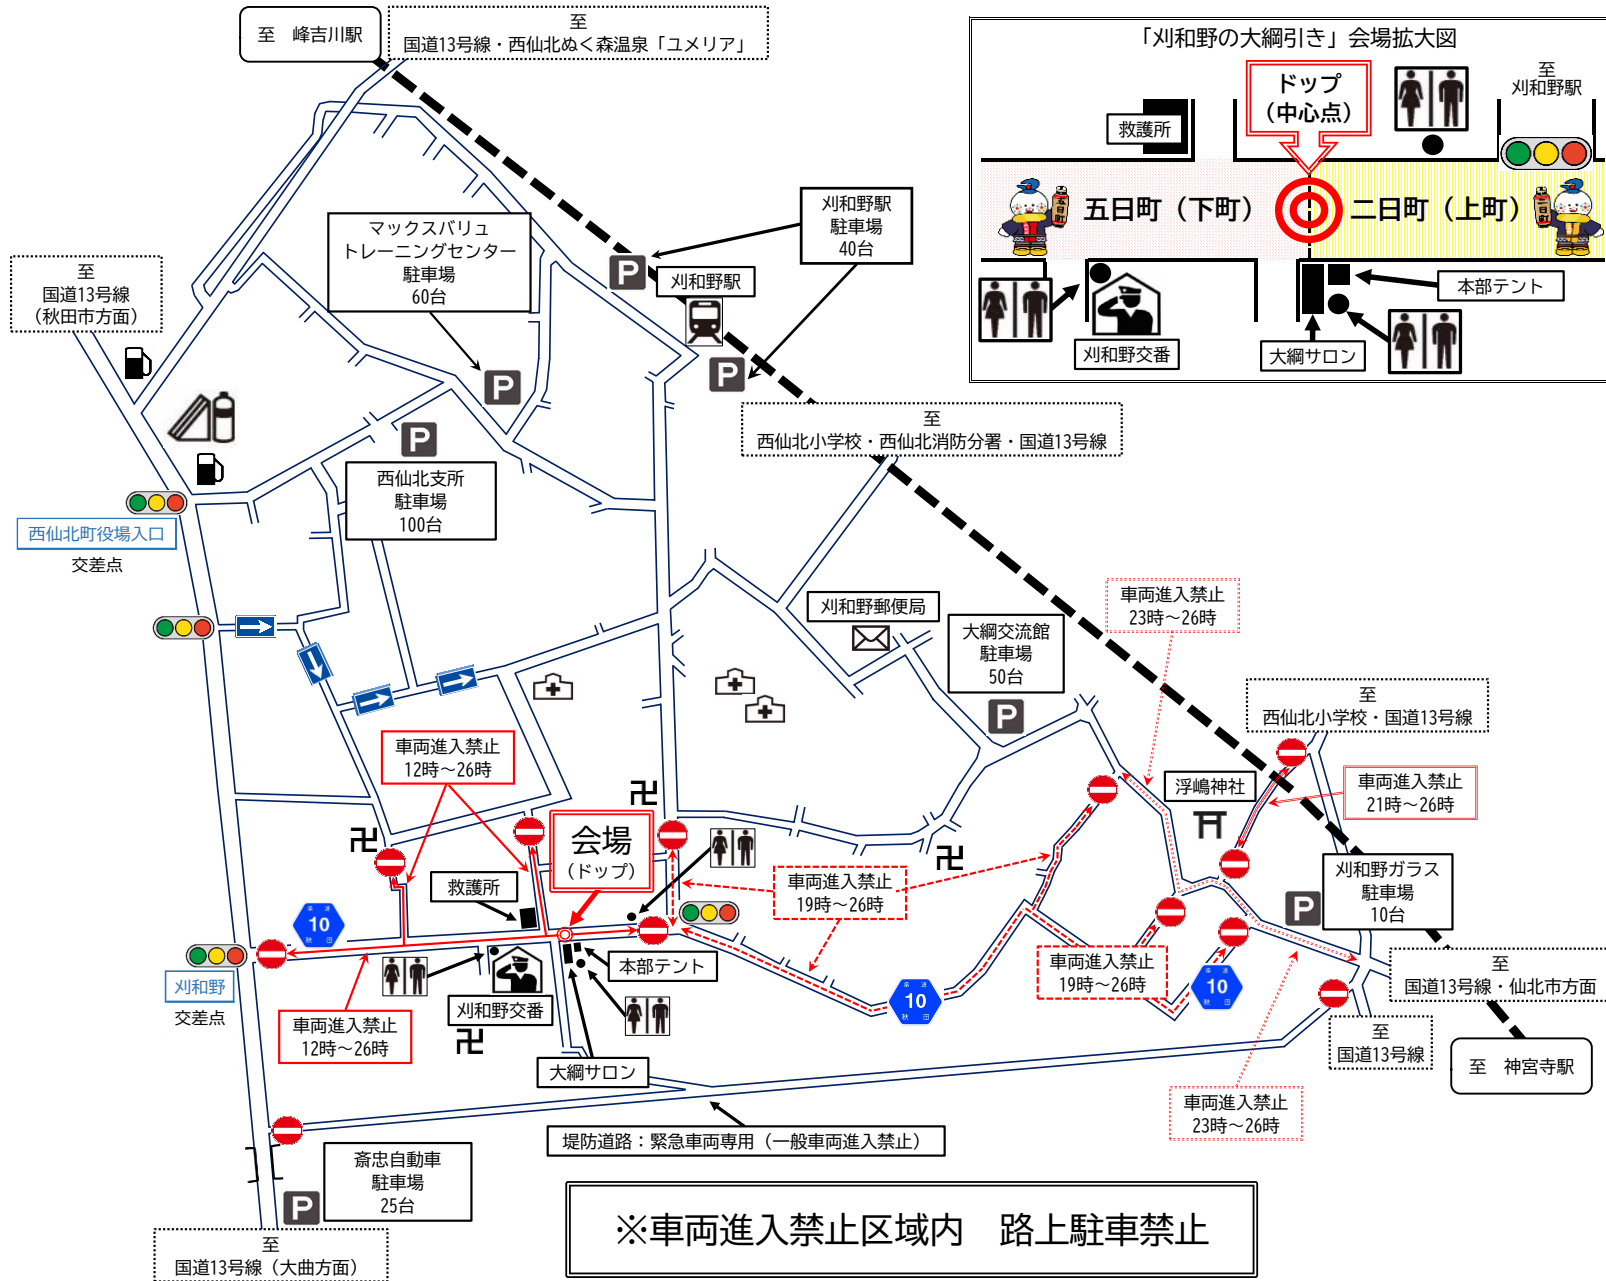 至　峰吉川駅
至
国道13号線・西仙北ぬく森温泉「ユメリア」
「刈和野の大綱引き」会場拡大図
ドップ
（中心点）
至
刈和野駅
救護所
五日町（下町）
二日町（上町）
五日町
二日町
本部テント
刈和野交番
大綱サロン
マックスバリュ
トレーニングセンター
駐車場
60台
刈和野駅
駐車場
40台
刈和野駅
P
P
P
P
至
国道13号線
（秋田市方面）
至
西仙北小学校・西仙北消防分署・国道13号線
西仙北支所
駐車場
100台
西仙北町役場入口
交差点
刈和野郵便局
大綱交流館
駐車場
50台
P
車両進入禁止
23時～26時
至
西仙北小学校・国道13号線
車両進入禁止
12時～26時
会場
（ドップ）
浮嶋神社
車両進入禁止
21時～26時
救護所
車両進入禁止
19時～26時
刈和野ガラス
駐車場
10台
P
県道
10
秋田
刈和野
交差点
車両進入禁止
12時～26時
刈和野交番
本部テント
大綱サロン
県道
10
秋田
車両進入禁止
19時～26時
県道
10
秋田
至
国道13号線・仙北市方面
至
国道13号線
至　神宮寺駅
車両進入禁止
23時～26時
堤防道路：緊急車両専用（一般車両進入禁止）
斎忠自動車
駐車場
25台
P
至
国道13号線（大曲方面）
※車両進入禁止区域内　路上駐車禁止